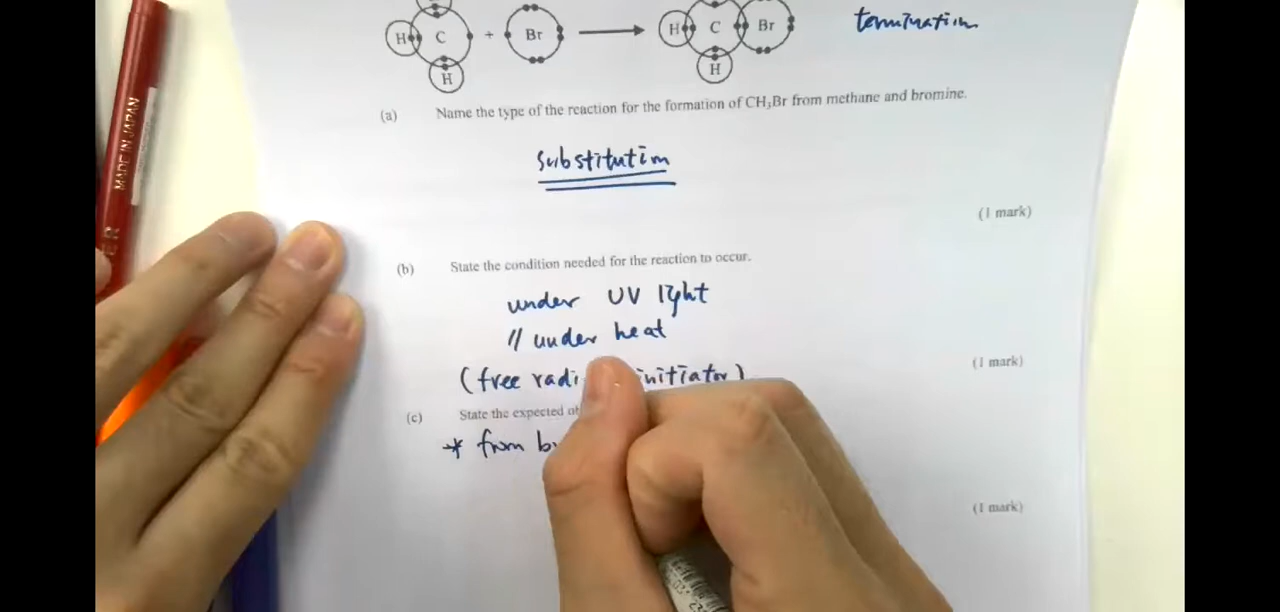 H C + Br → H C Br termination
H H
(a) Name the type of the reaction for the formation of CH₃Br from methane and bromine.
Substitution
(1 mark)
(b) State the condition needed for the reaction to occur.
under UV light
// under heat
(free initiator)
(1 mark)
(c) State the expected
* from
(1 mark)
MADE IN JAPAN